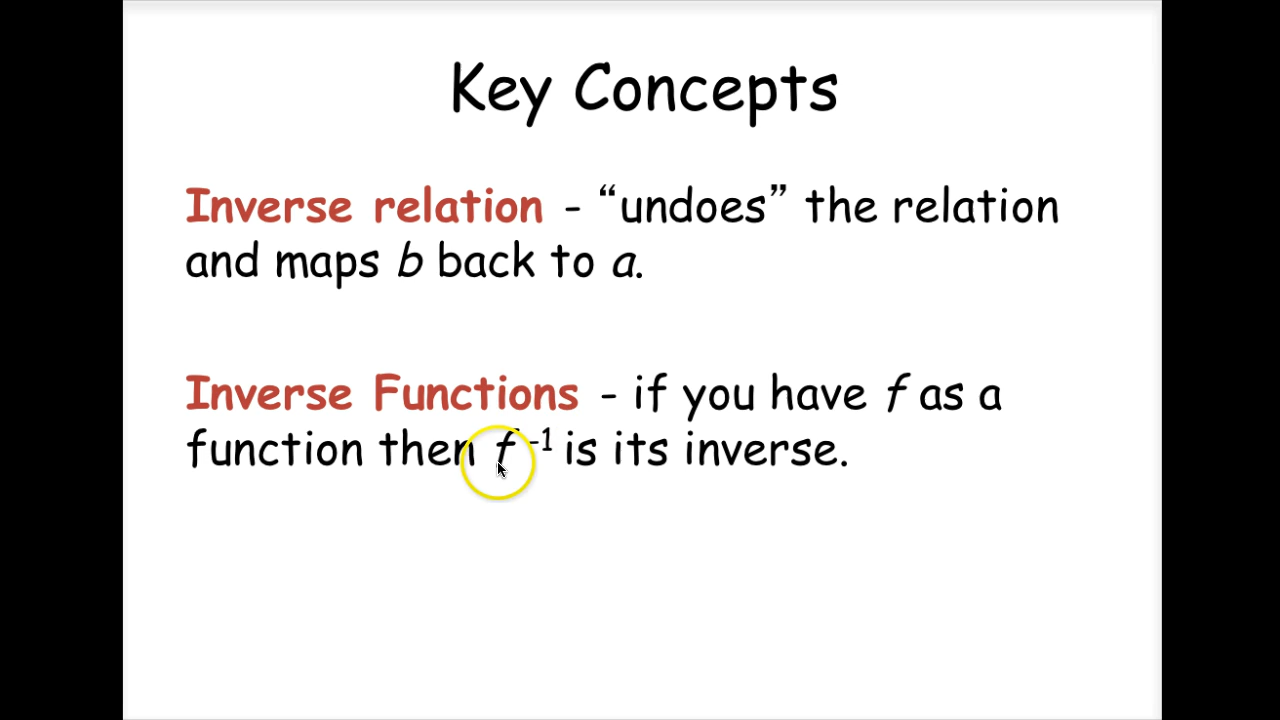 Key Concepts
Inverse relation - “undoes” the relation
and maps b back to a.
Inverse Functions - if you have f as a
function then f⁻¹ is its inverse.